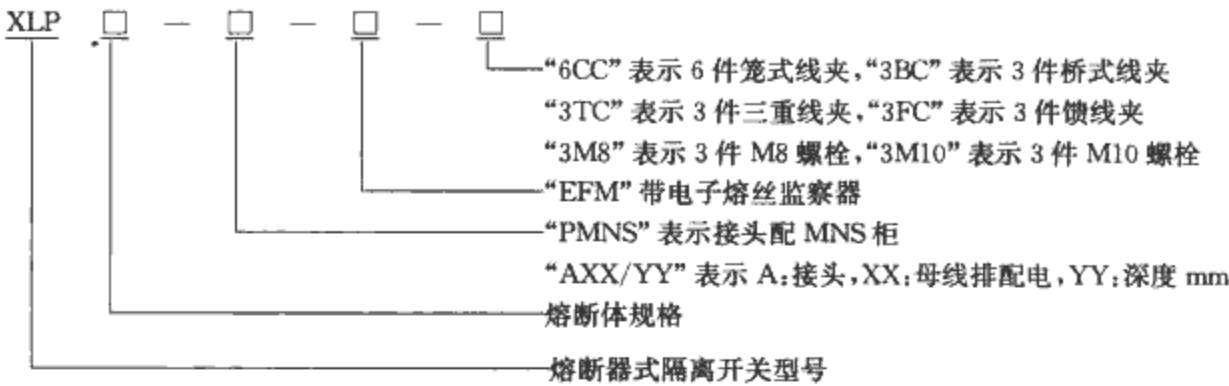 XLP □ — □ — □ — □
“6CC”表示 6 件笼式线夹,“3BC”表示 3 件桥式线夹
“3TC”表示 3 件三重线夹,“3FC”表示 3 件馈线夹
“3M8”表示 3 件 M8 螺栓,“3M10”表示 3 件 M10 螺栓
“EFM”带电子熔丝监察器
“PMNS”表示接头配 MNS 柜
“AXX/YY”表示 A:接头,XX:母线排配电,YY:深度 mm
熔断体规格
熔断器式隔离开关型号